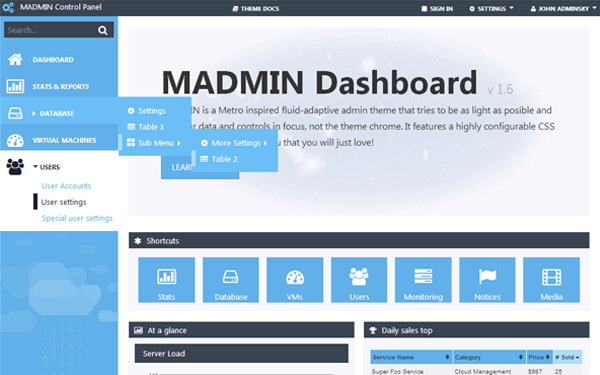 MADMIN Control Panel
THEME DOCS
SIGN IN
SETTINGS
JOHN ADMINSKY
Search...
DASHBOARD
STATS & REPORTS
DATABASE
VIRTUAL MACHINES
USERS
User Accounts
User settings
Special user settings
Settings
Table 1
Sub Menu
More Settings
Table 2
MADMIN Dashboard v 1.6
IN is a Metro inspired fluid-adaptive admin theme that tries to be as light as possible and
ur data and controls in focus, not the theme chrome. It features a highly configurable CSS
u that you will just love!
LEAR
Shortcuts
Stats
Database
VMs
Users
Monitoring
Notices
Media
At a glance
Server Load
Daily sales top
Service Name Category Price # Sold
Super Foo Service Cloud Management $987 25